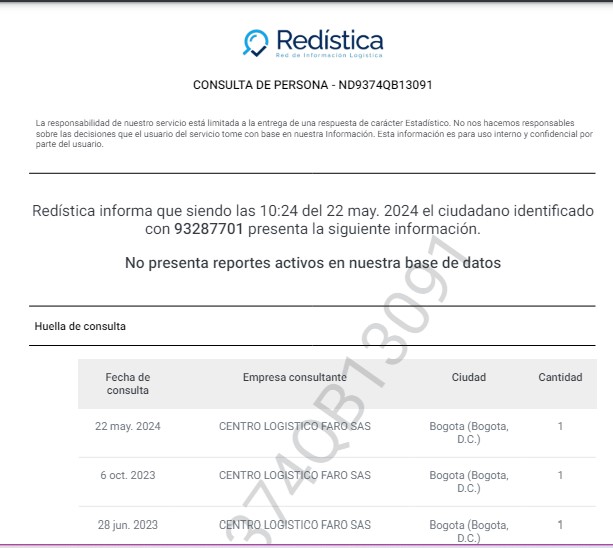 Redística
Red de Información Logística
CONSULTA DE PERSONA - ND9374QB13091
La responsabilidad de nuestro servicio está limitada a la entrega de una respuesta de carácter Estadístico. No nos hacemos responsables
sobre las decisiones que el usuario del servicio tome con base en nuestra Información. Esta información es para uso interno y confidencial por
parte del usuario.
Redística informa que siendo las 10:24 del 22 may. 2024 el ciudadano identificado
con 93287701 presenta la siguiente información.
No presenta reportes activos en nuestra base de datos
Huella de consulta
Fecha de
consulta
Empresa consultante
Ciudad
Cantidad
22 may. 2024
CENTRO LOGISTICO FARO SAS
Bogota (Bogota,
D.C.)
1
6 oct. 2023
CENTRO LOGISTICO FARO SAS
Bogota (Bogota,
D.C.)
1
28 jun. 2023
CENTRO LOGISTICO FARO SAS
Bogota (Bogota,
D.C.)
1
374QB13091